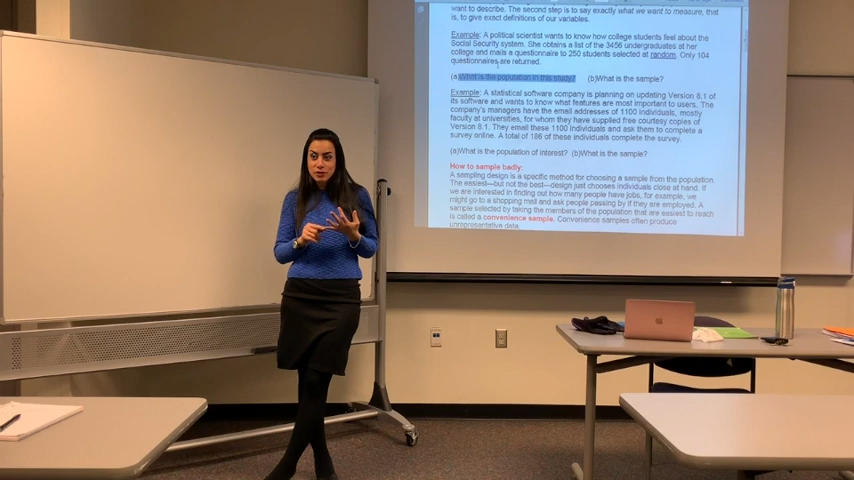 want to describe. The second step is to say exactly what we want to measure, that
is, to give exact definitions of our variables.
Example: A political scientist wants to know how college students feel about the
Social Security system. She obtains a list of the 3456 undergraduates at her
college and mails a questionnaire to 250 students selected at random. Only 104
questionnaires are returned.
(a)What is the population in this study? (b)What is the sample?
Example: A statistical software company is planning on updating Version 8.1 of
its software and wants to know what features are most important to users. The
company's managers have the email addresses of 1100 individuals, mostly
faculty at universities, for whom they have supplied free courtesy copies of
Version 8.1. They email these 1100 individuals and ask them to complete a
survey online. A total of 186 of these individuals complete the survey.
(a)What is the population of interest? (b)What is the sample?
How to sample badly:
A sampling design is a specific method for choosing a sample from the population.
The easiest—but not the best—design just chooses individuals close at hand. If
we are interested in finding out how many people have jobs, for example, we
might go to a shopping mall and ask people passing by if they are employed. A
sample selected by taking the members of the population that are easiest to reach
is called a convenience sample. Convenience samples often produce
unrepresentative data.